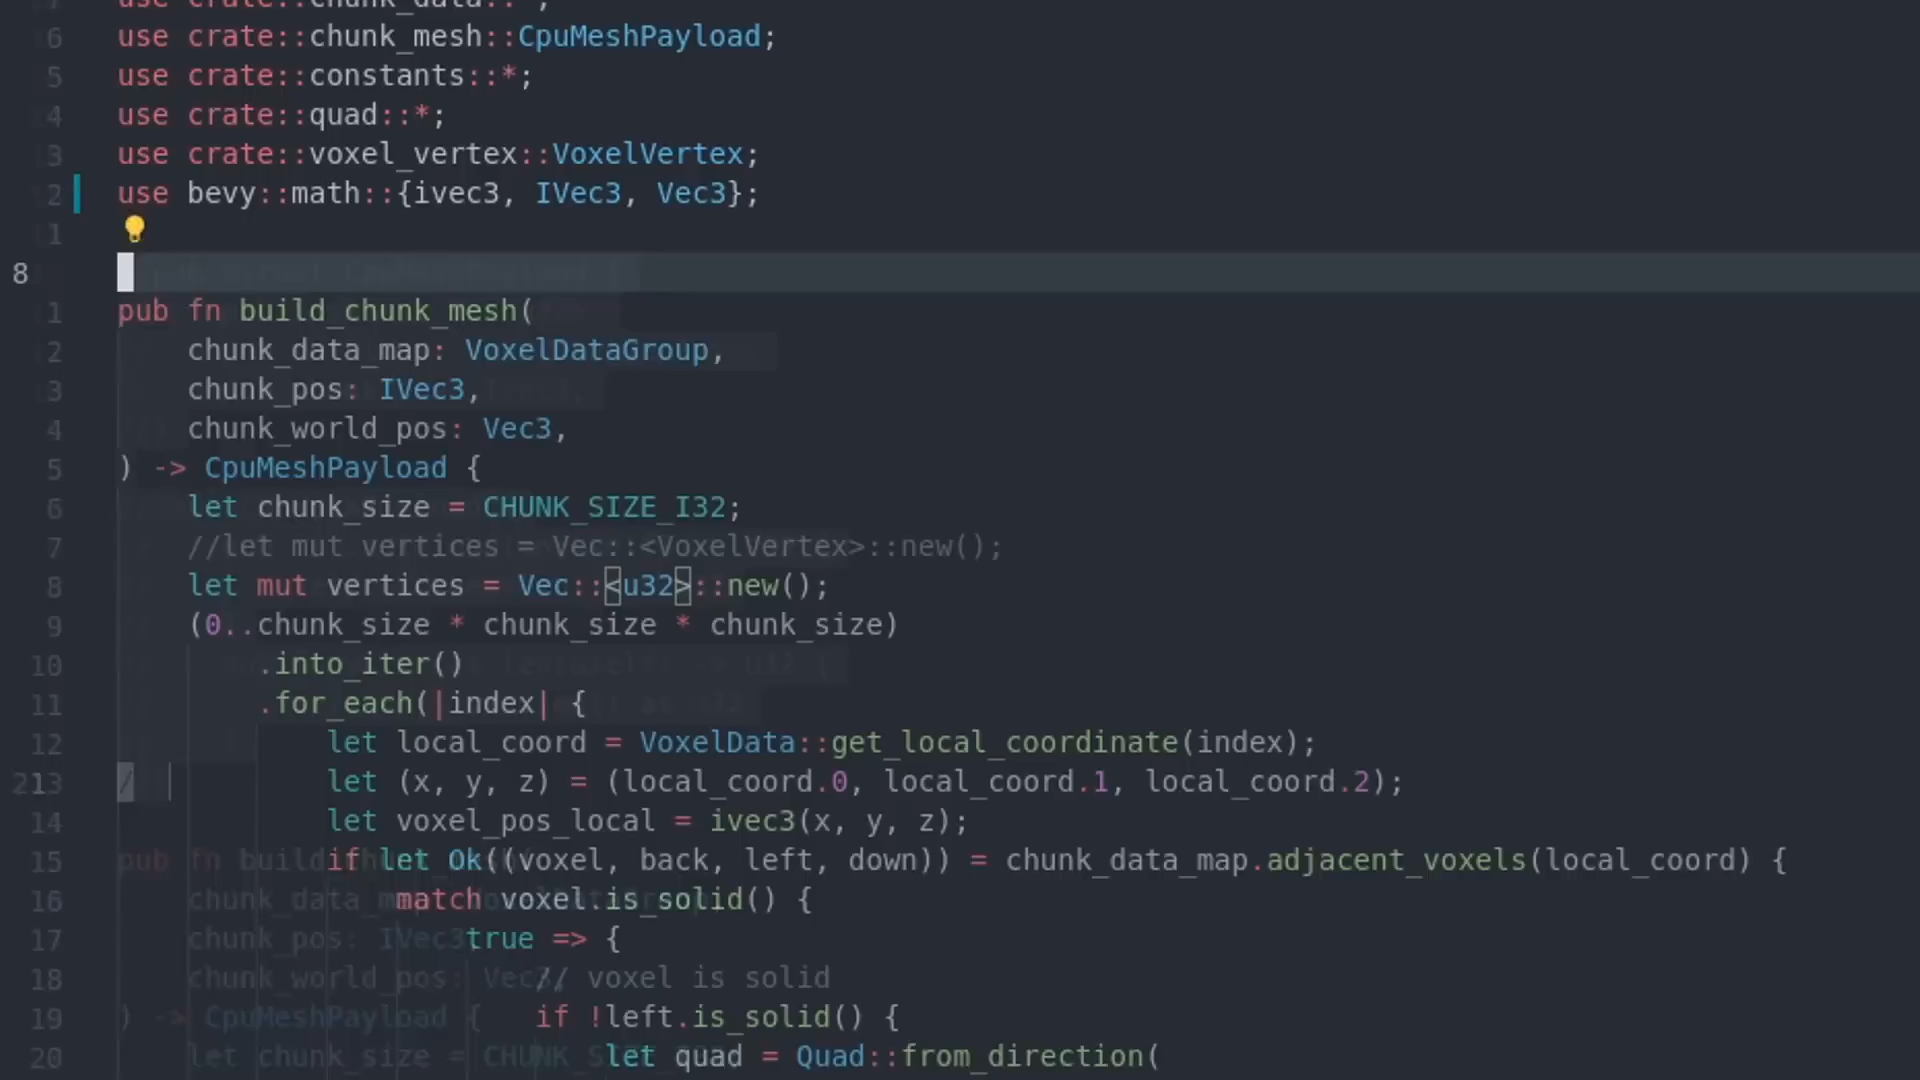 use crate::chunk_data::*;
6 use crate::chunk_mesh::CpuMeshPayload;
5 use crate::constants::*;
4 use crate::quad::*;
3 use crate::voxel_vertex::VoxelVertex;
2 use bevy::math::{ivec3, IVec3, Vec3};
1
8
1 pub fn build_chunk_mesh(
2     chunk_data_map: VoxelDataGroup,
3     chunk_pos: IVec3,
4     chunk_world_pos: Vec3,
5 ) -> CpuMeshPayload {
6     let chunk_size = CHUNK_SIZE_I32;
7     //let mut vertices = Vec::<VoxelVertex>::new();
8     let mut vertices = Vec::<u32>::new();
9     (0..chunk_size * chunk_size * chunk_size)
10         .into_iter()
11         .for_each(|index| {
12             let local_coord = VoxelData::get_local_coordinate(index);
13             let (x, y, z) = (local_coord.0, local_coord.1, local_coord.2);
14             let voxel_pos_local = ivec3(x, y, z);
15             if let Ok((voxel, back, left, down)) = chunk_data_map.adjacent_voxels(local_coord) {
16                 match voxel.is_solid() {
17                     true => {
18                         // voxel is solid
19                         if !left.is_solid() {
20                             let quad = Quad::from_direction(